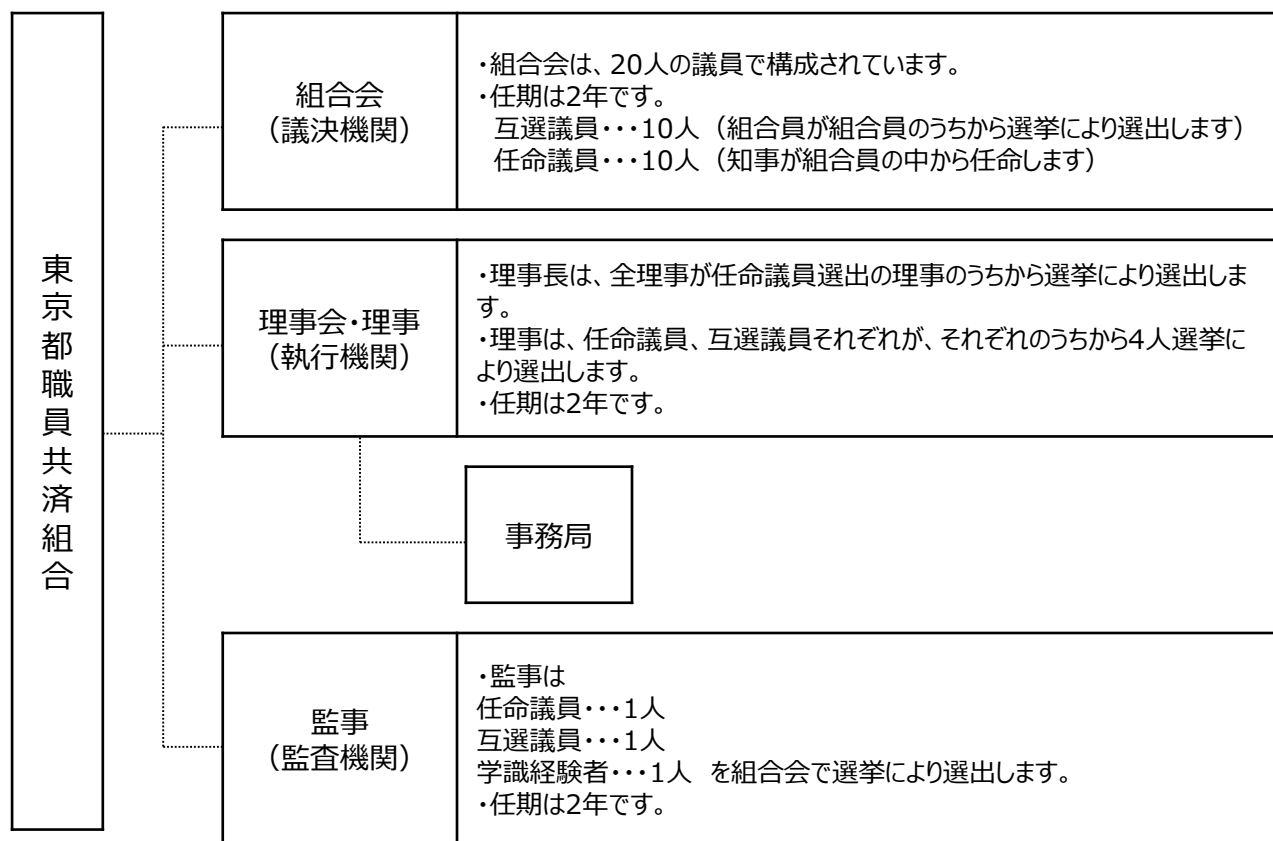 東京都職員共済組合
組合会
（議決機関）
・組合会は、20人の議員で構成されています。
・任期は2年です。
互選議員・・・10人（組合員が組合員のうちから選挙により選出します）
任命議員・・・10人（知事が組合員の中から任命します）
理事会・理事
（執行機関）
・理事長は、全理事が任命議員選出の理事のうちから選挙により選出しま
す。
・理事は、任命議員、互選議員それぞれが、それぞれのうちから4人選挙に
より選出します。
・任期は2年です。
事務局
監事
（監査機関）
・監事は
任命議員・・・1人
互選議員・・・1人
学識経験者・・・1人 を組合会で選挙により選出します。
・任期は2年です。